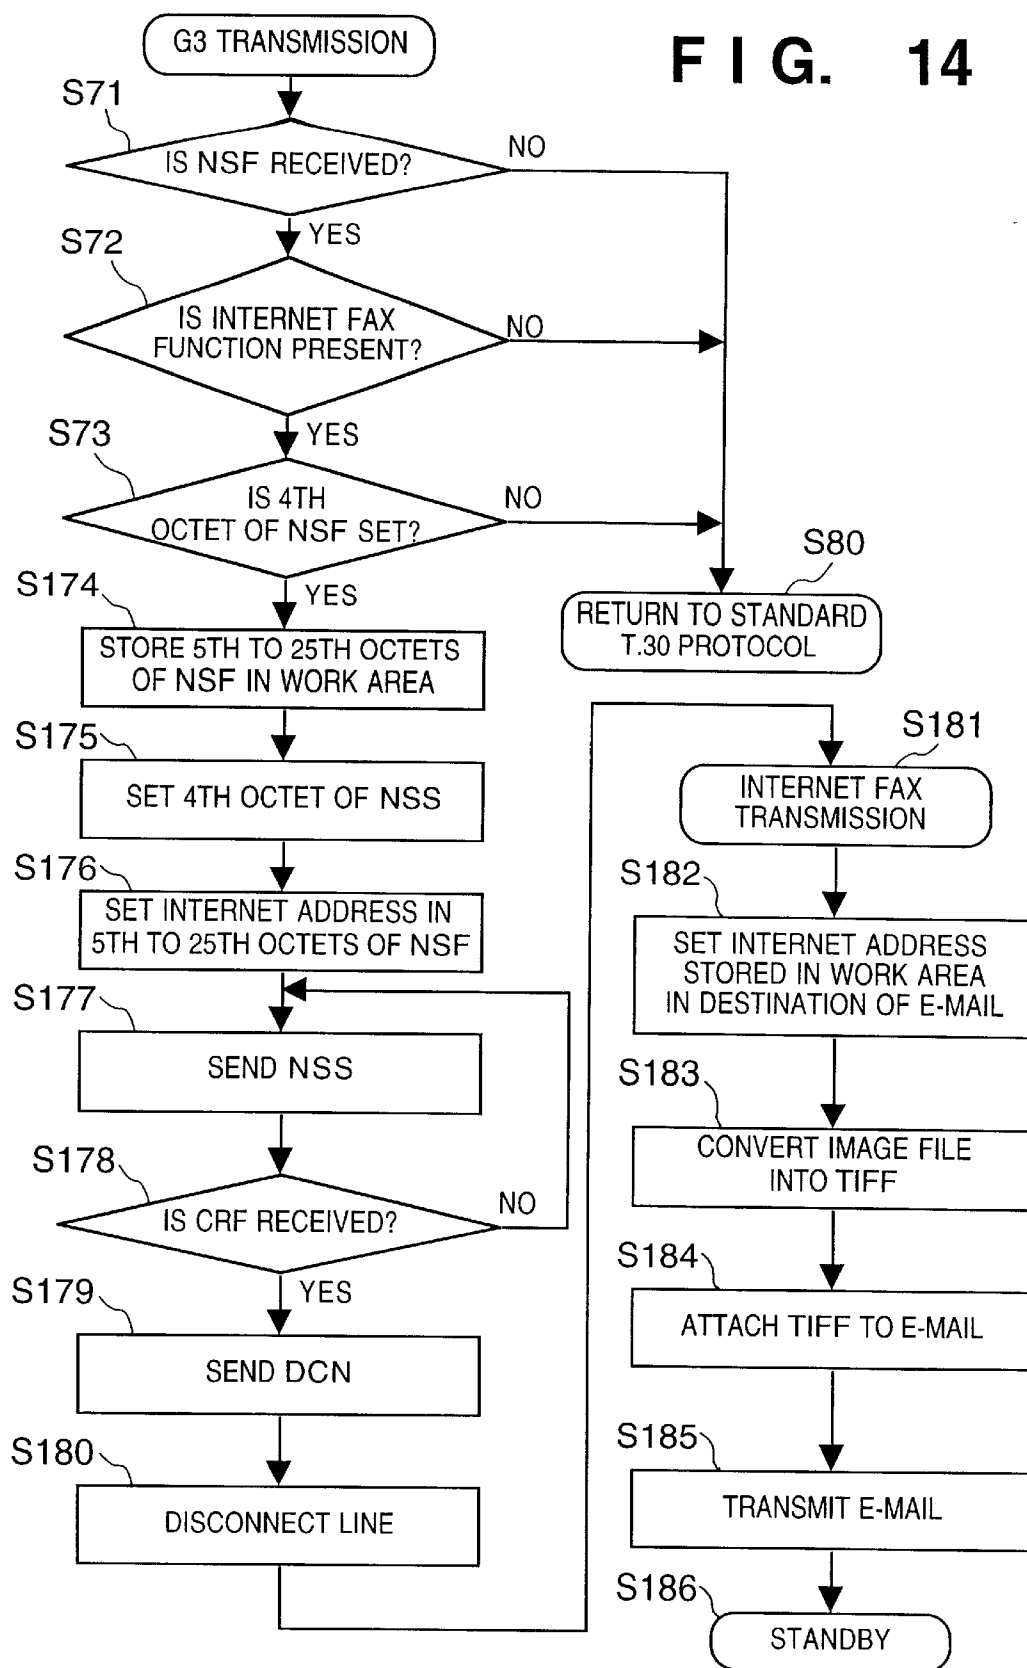 FIG. 14
G3 TRANSMISSION
S71
IS NSF RECEIVED?
NO
YES
S72
IS INTERNET FAX
FUNCTION PRESENT?
NO
YES
S73
IS 4TH
OCTET OF NSF SET?
NO
YES
S80
RETURN TO STANDARD
T.30 PROTOCOL
S174
STORE 5TH TO 25TH OCTETS
OF NSF IN WORK AREA
S175
SET 4TH OCTET OF NSS
S176
SET INTERNET ADDRESS IN
5TH TO 25TH OCTETS OF NSF
S177
SEND NSS
S178
IS CRF RECEIVED?
NO
YES
S179
SEND DCN
S180
DISCONNECT LINE
S181
INTERNET FAX
TRANSMISSION
S182
SET INTERNET ADDRESS
STORED IN WORK AREA
IN DESTINATION OF E-MAIL
S183
CONVERT IMAGE FILE
INTO TIFF
S184
ATTACH TIFF TO E-MAIL
S185
TRANSMIT E-MAIL
S186
STANDBY